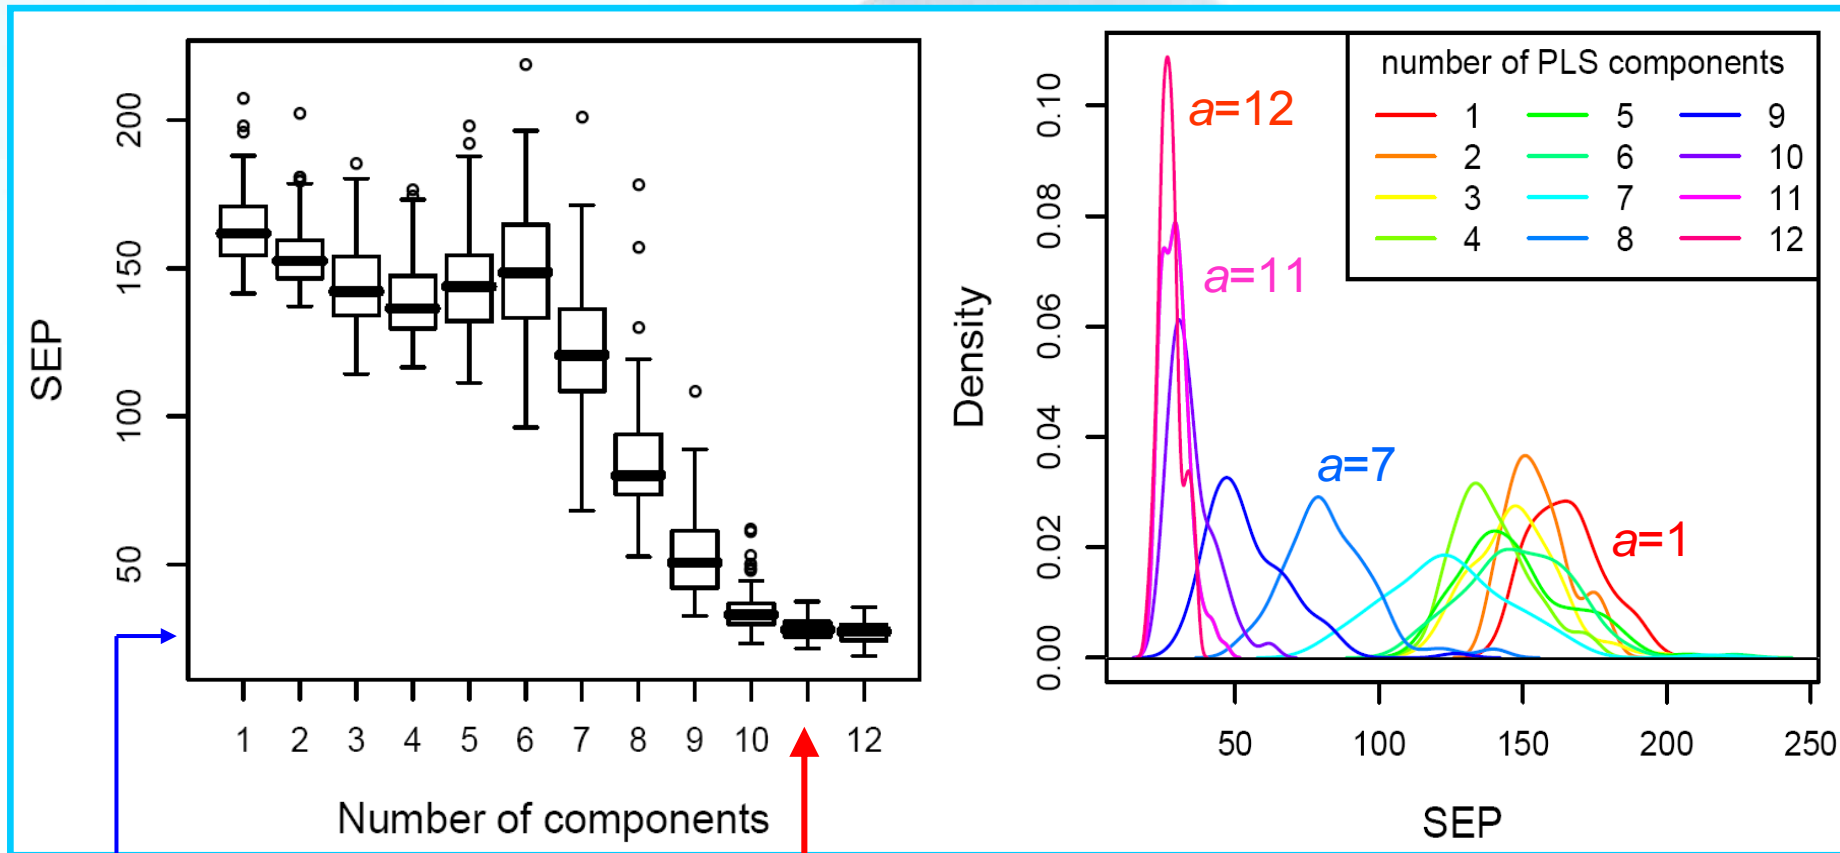 200
150
100
50
SEP
1 2 3 4 5 6 7 8 9 10 12
Number of components
0.10
0.08
0.06
0.04
0.02
0.00
Density
number of PLS components
1 5 9
2 6 10
3 7 11
4 8 12
a=12
a=11
a=7
a=1
50 100 150 200 250
SEP